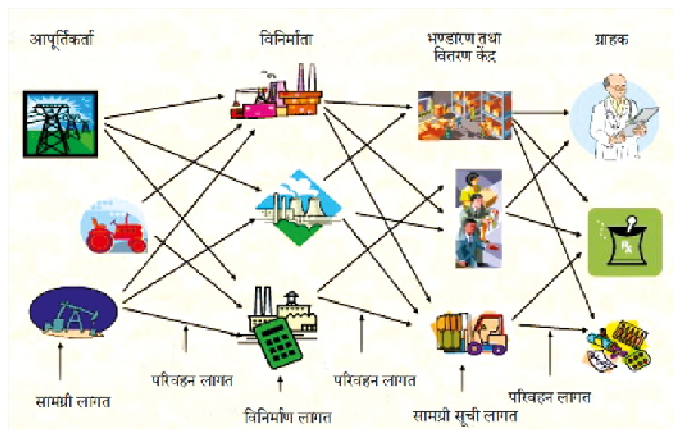 आपूर्तिकर्ता
विनिर्माता
भण्डारण तथा
वितरण केंद्र
ग्राहक
परिवहन लागत
परिवहन लागत
परिवहन लागत
सामग्री लागत
विनिर्माण लागत
सामग्री सूची लागत